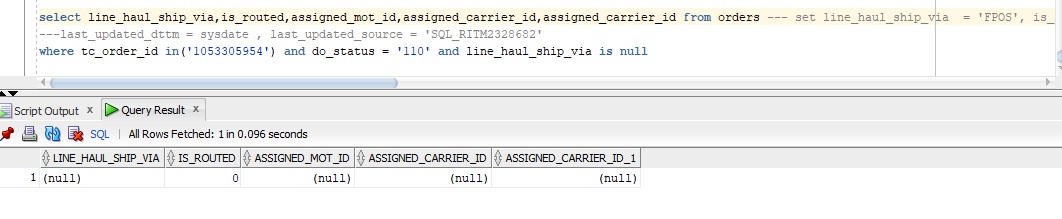 select line_haul_ship_via,is_routed,assigned_mot_id,assigned_carrier_id,assigned_carrier_id from orders --- set line_haul_ship_via  = 'FPOS', is_
---last_updated_dttm = sysdate , last_updated_source = 'SQL_RITM2328682'
where tc_order_id in('1053305954') and do_status = '110' and line_haul_ship_via is null
Script Output x Query Result x
SQL | All Rows Fetched: 1 in 0.096 seconds
LINE_HAUL_SHIP_VIA IS_ROUTED ASSIGNED_MOT_ID ASSIGNED_CARRIER_ID ASSIGNED_CARRIER_ID_1
1 (null) 0 (null) (null) (null)